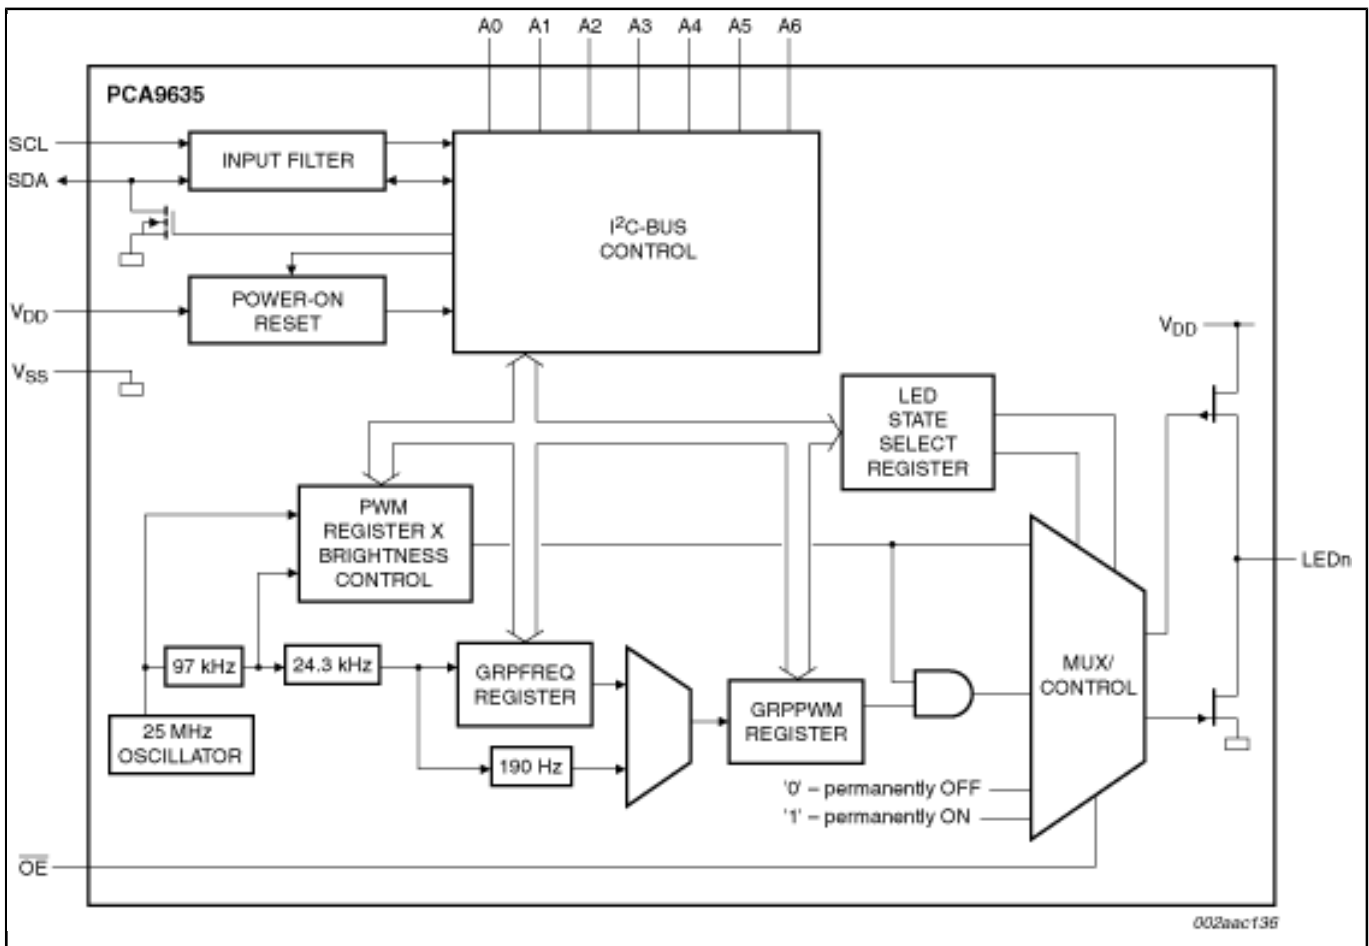 A0 A1 A2 A3 A4 A5 A6
PCA9635
SCL
SDA
INPUT FILTER
I²C-BUS
CONTROL
POWER-ON
RESET
VDD
VSS
VDD
LED
STATE
SELECT
REGISTER
PWM
REGISTER X
BRIGHTNESS
CONTROL
LEDn
97 kHz
24.3 kHz
GRPFREQ
REGISTER
MUX/
CONTROL
GRPPWM
REGISTER
25 MHz
OSCILLATOR
190 Hz
'0' – permanently OFF
'1' – permanently ON
O̅E̅
002aac136